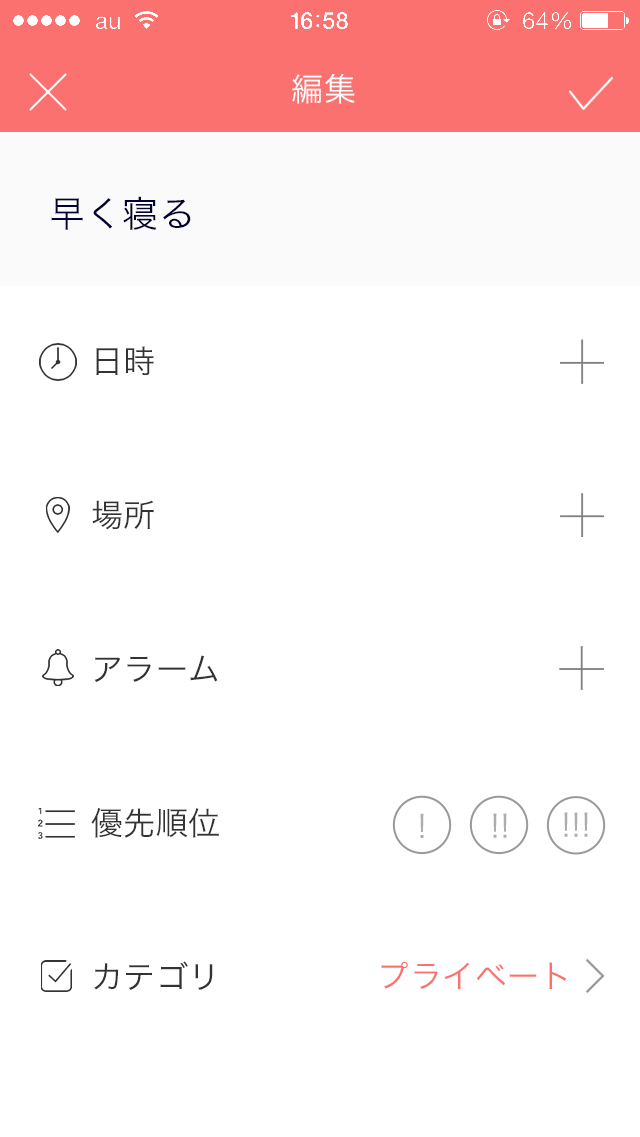 au 16:58 64%
編集
早く寝る
日時
場所
アラーム
1 2 3 優先順位 ! !! !!!
カテゴリ プライベート